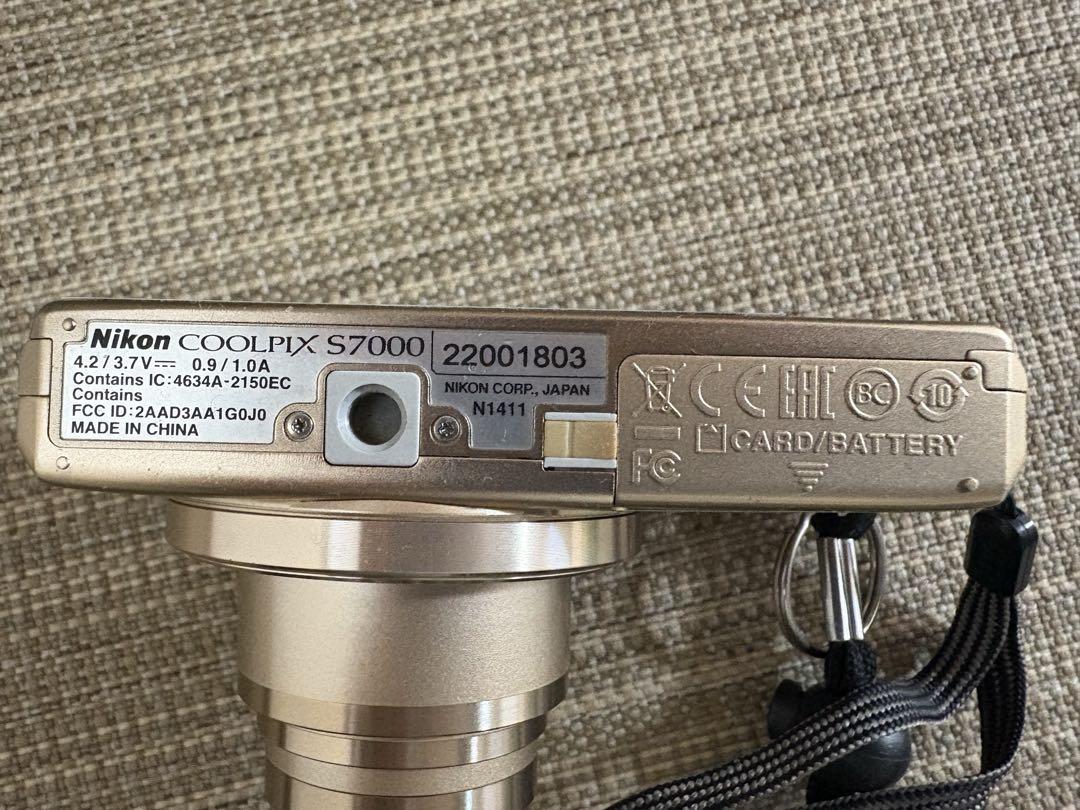 Nikon COOLPIX S7000
4.2 / 3.7V⎓ 0.9 / 1.0A
Contains IC: 4634A-2150EC
Contains
FCC ID:2AAD3AA1G0J0
MADE IN CHINA
22001803
NIKON CORP., JAPAN
N1411
CE EAC BC 10
CARD/BATTERY
FC